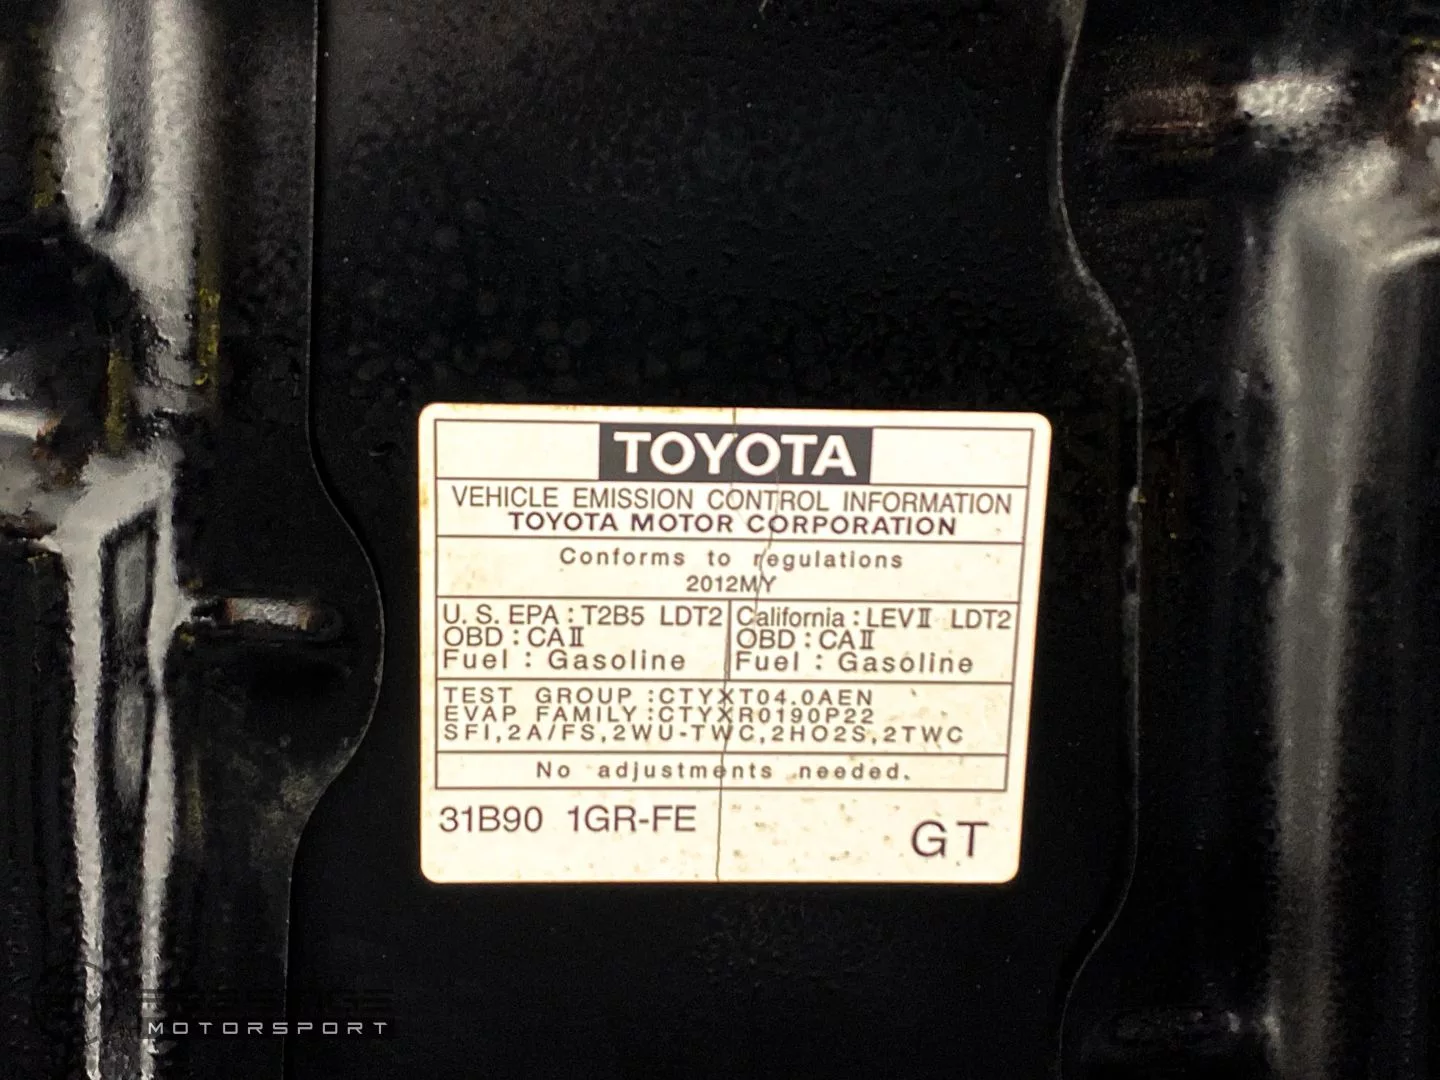 TOYOTA
VEHICLE EMISSION CONTROL INFORMATION
TOYOTA MOTOR CORPORATION
Conforms to regulations
2012MY
U.S. EPA : T2B5 LDT2
OBD : CAⅡ
Fuel : Gasoline
California : LEVⅡ LDT2
OBD : CAⅡ
Fuel : Gasoline
TEST GROUP :CTYXT04.0AEN
EVAP FAMILY :CTYXR0190P22
SFI,2A/FS,2WU-TWC,2HO2S,2TWC
No adjustments needed.
31B90 1GR-FE
GT
MOTORSPORT